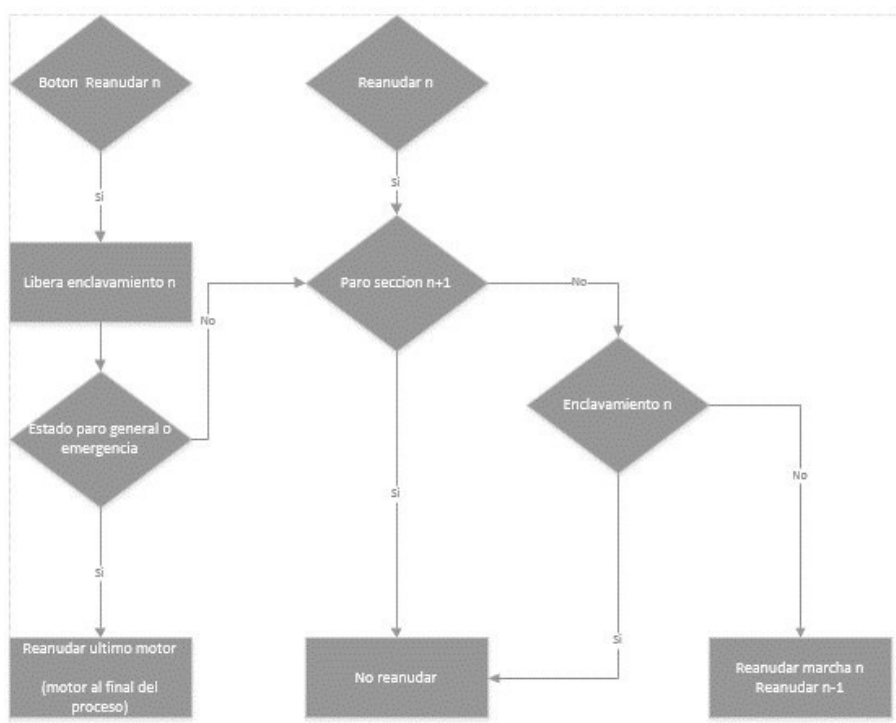 Boton Reanudar n
Reanudar n
Si
Si
Libera enclavamiento n
Paro seccion n+1
No
No
Estado paro general o
emergencia
Enclavamiento n
No
Si
Si
Si
Reanudar ultimo motor
(motor al final del
proceso)
No reanudar
Reanudar marcha n
Reanudar n-1